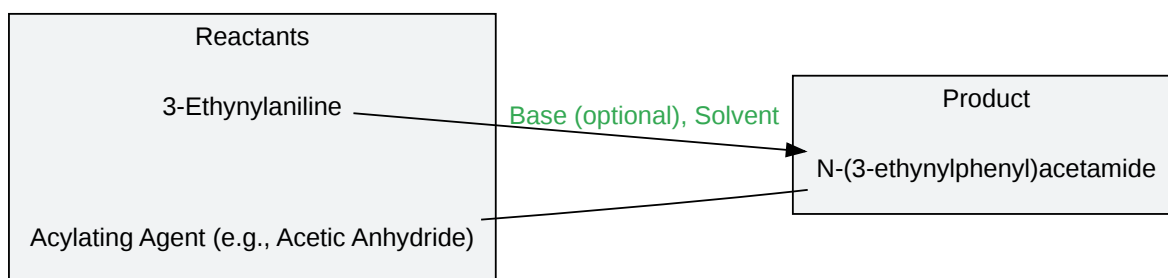 Reactants
3-Ethynylaniline
Acylating Agent (e.g., Acetic Anhydride)
Base (optional), Solvent
Product
N-(3-ethynylphenyl)acetamide